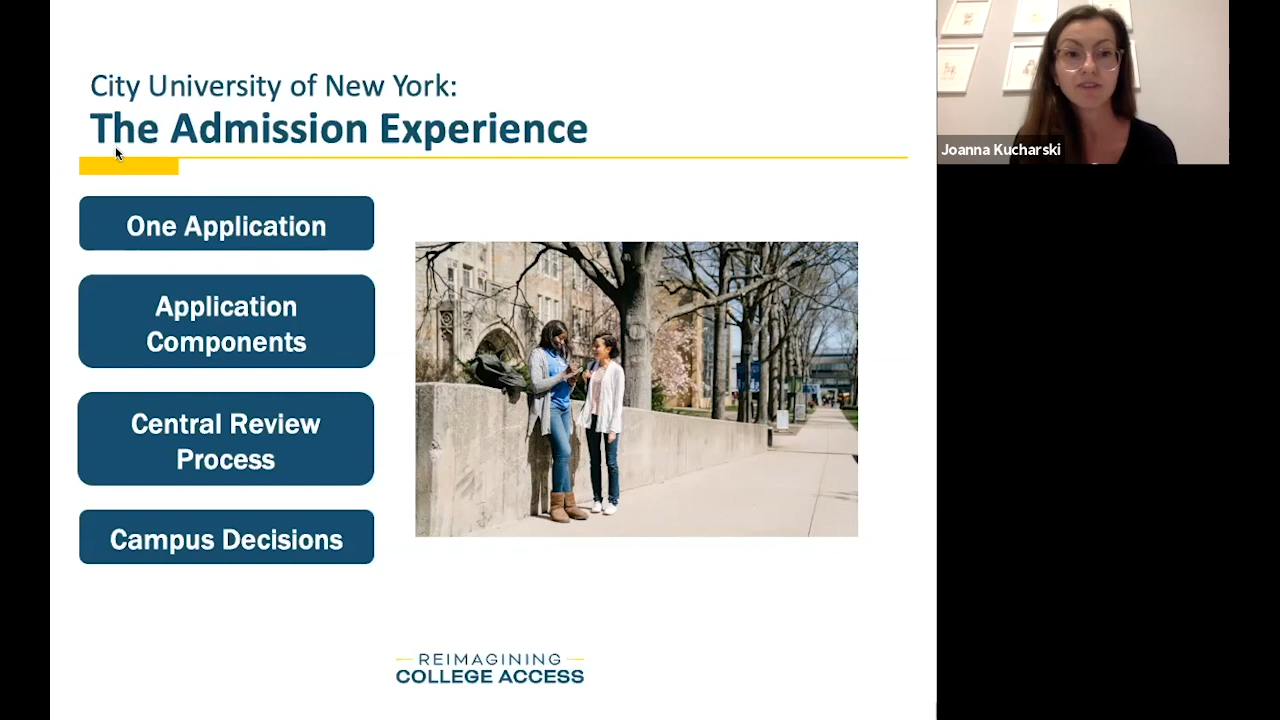 City University of New York:
The Admission Experience
One Application
Application
Components
Central Review
Process
Campus Decisions
REIMAGINING
COLLEGE ACCESS
Joanna Kucharski